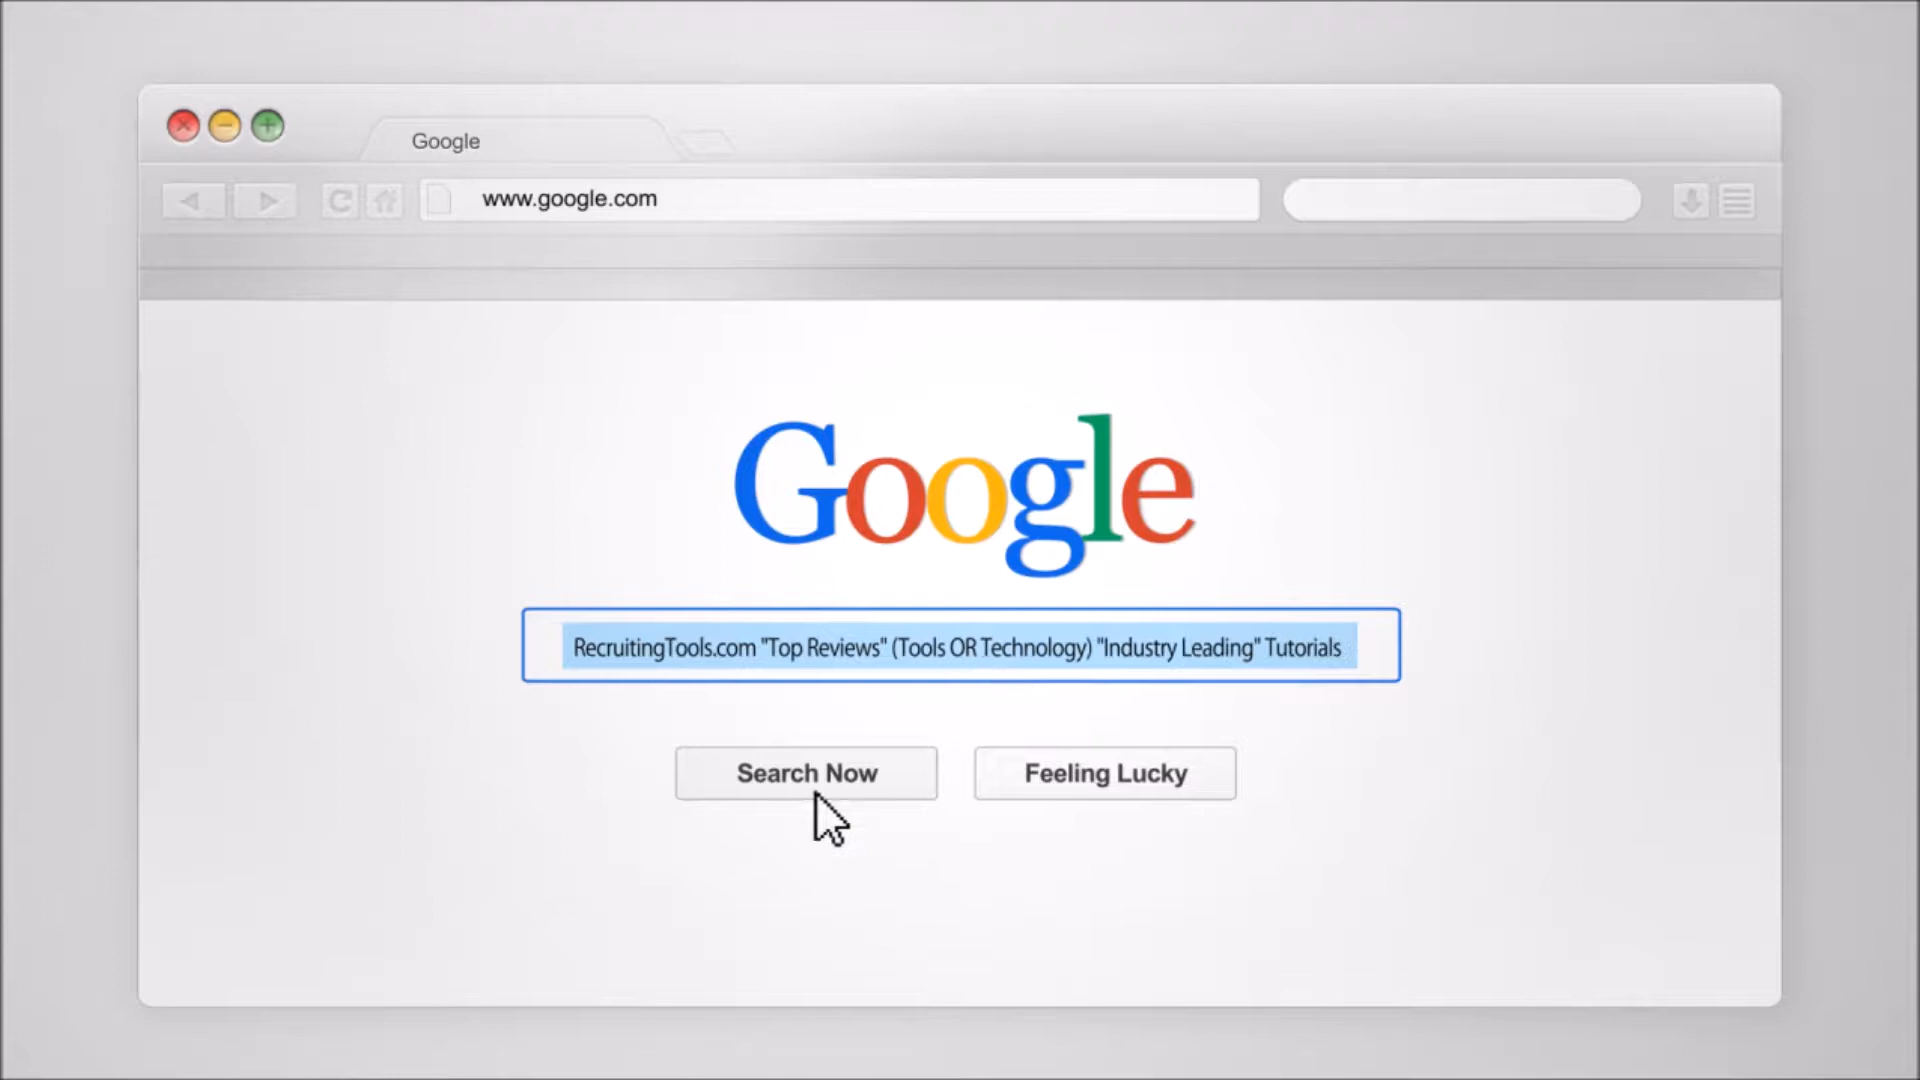 Google
www.google.com
Google
RecruitingTools.com "Top Reviews" (Tools OR Technology) "Industry Leading" Tutorials
Search Now
Feeling Lucky